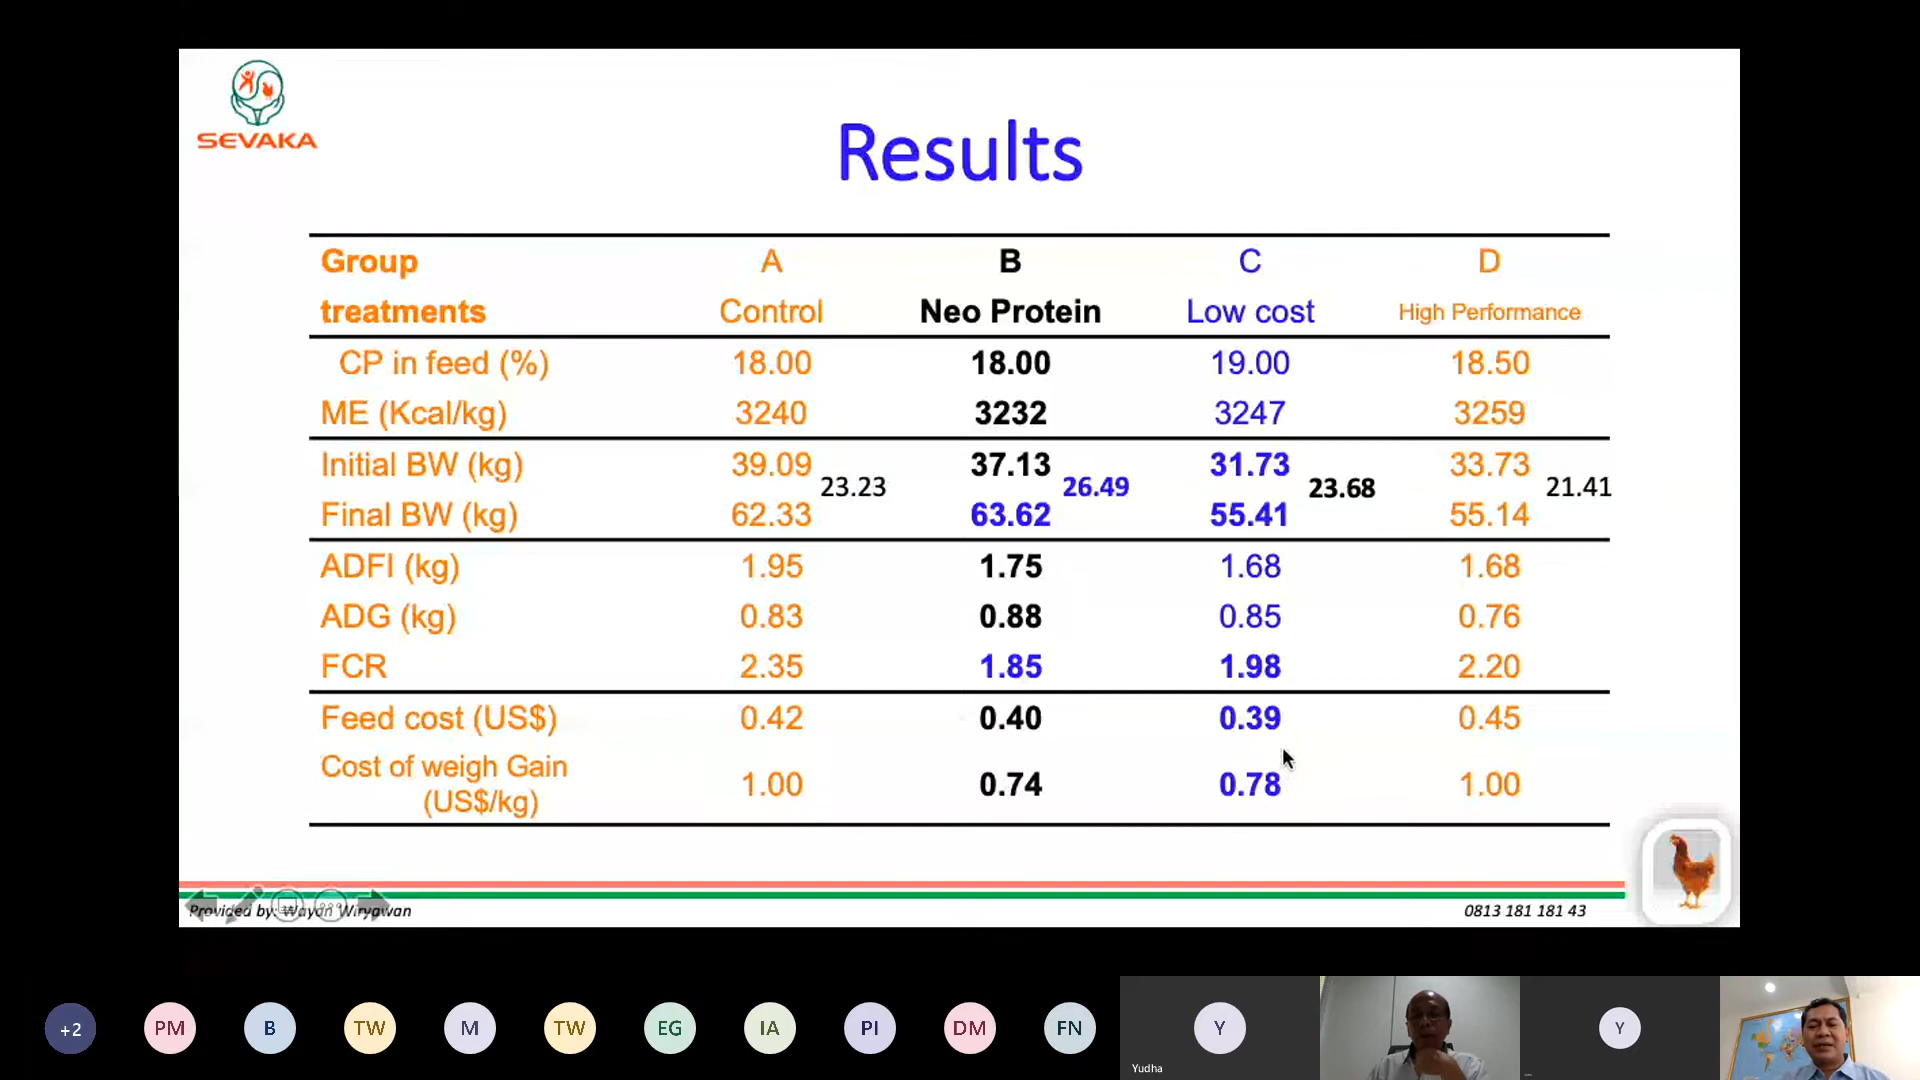 SEVAKA
Results
Group A B C D
treatments Control Neo Protein Low cost High Performance
CP in feed (%) 18.00 18.00 19.00 18.50
ME (Kcal/kg) 3240 3232 3247 3259
Initial BW (kg) 39.09 37.13 31.73 33.73
23.23 26.49 23.68 21.41
Final BW (kg) 62.33 63.62 55.41 55.14
ADFI (kg) 1.95 1.75 1.68 1.68
ADG (kg) 0.83 0.88 0.85 0.76
FCR 2.35 1.85 1.98 2.20
Feed cost (US$) 0.42 0.40 0.39 0.45
Cost of weigh Gain
(US$/kg) 1.00 0.74 0.78 1.00
Provided by: Wayan Wiryawan 0813 181 181 43
+2 PM B TW M TW EG IA PI DM FN Y Y
Yudha